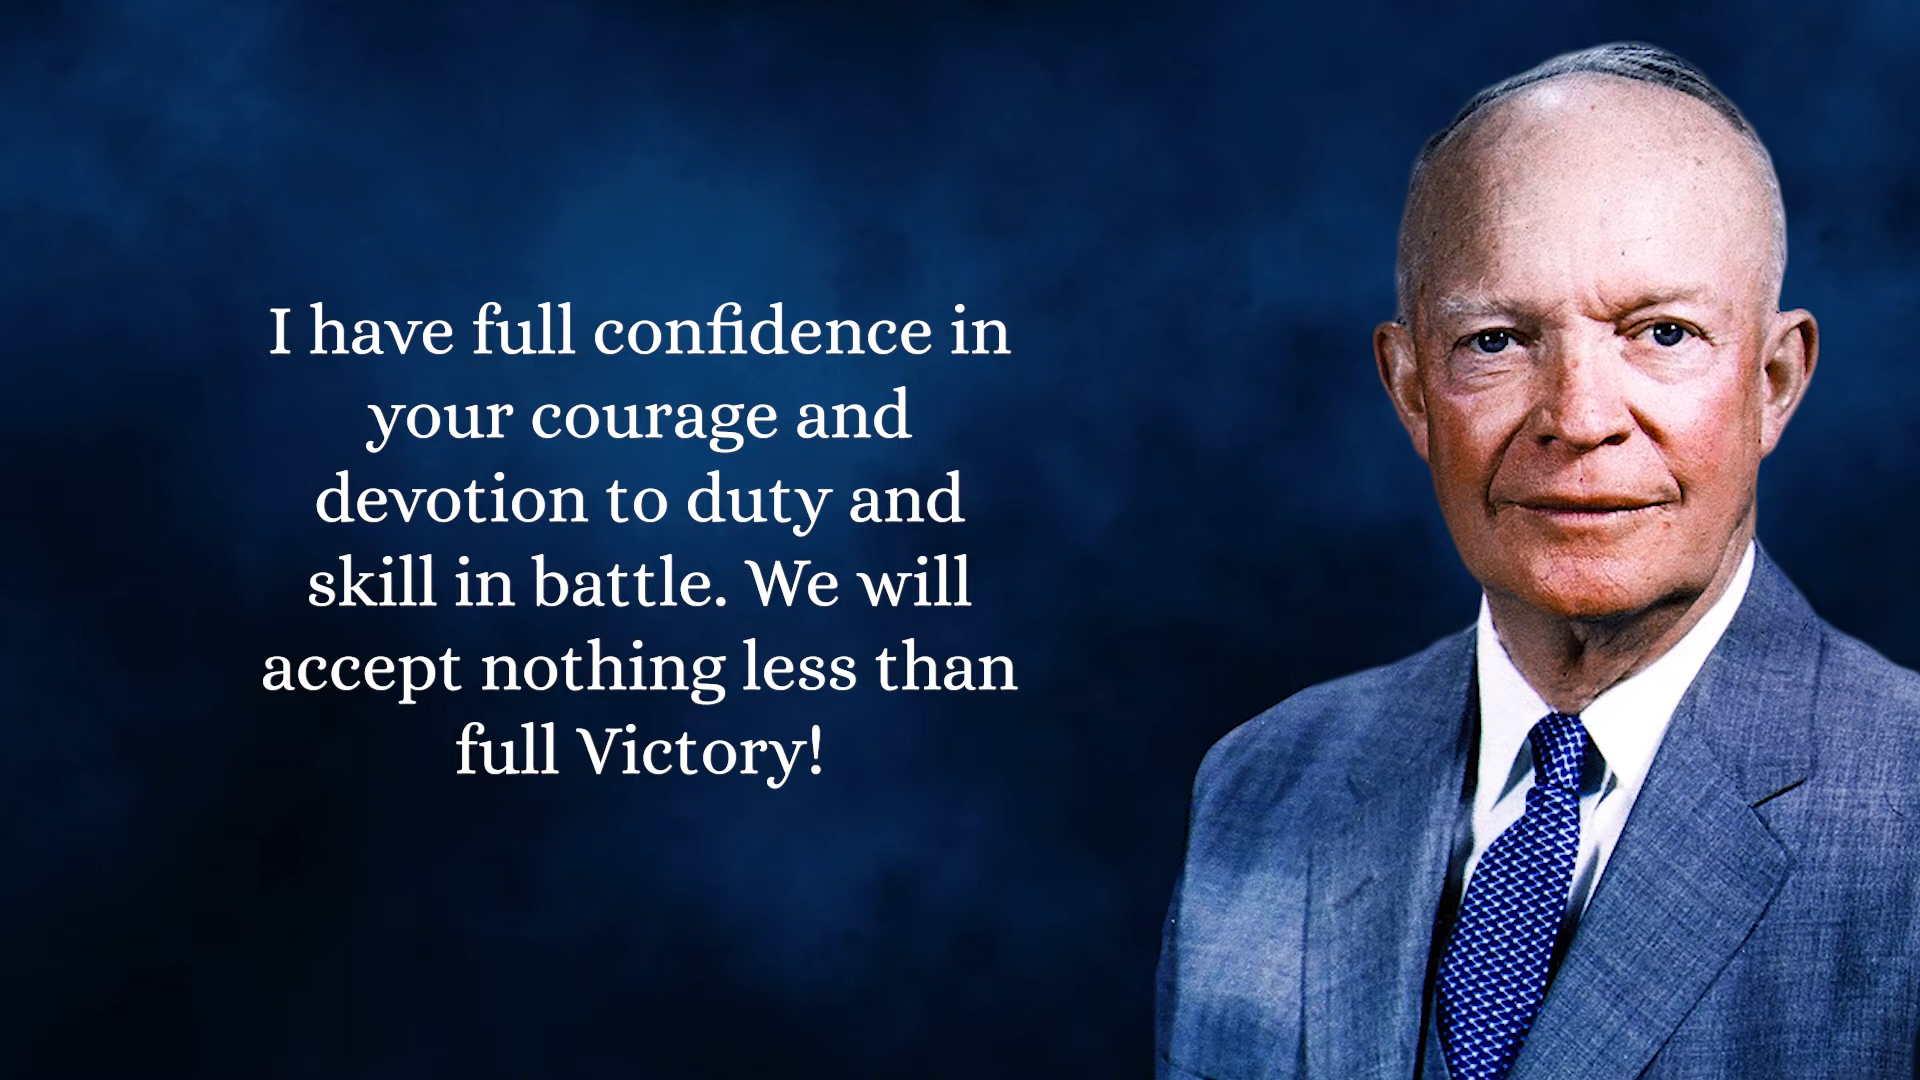 I have full confidence in
your courage and
devotion to duty and
skill in battle. We will
accept nothing less than
full Victory!